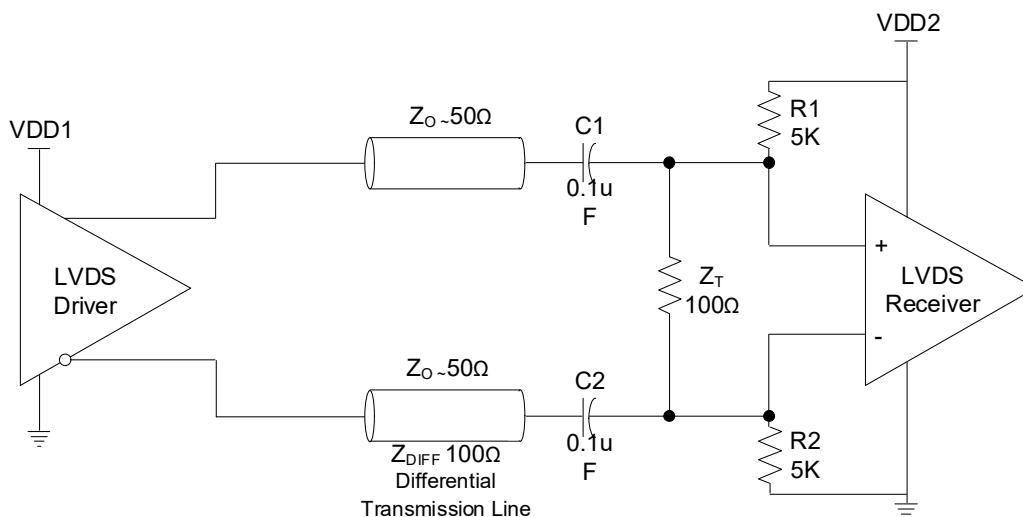 VDD2
VDD1
Z_O ~50Ω
C1
0.1u
F
R1
5K
LVDS
Driver
Z_T
100Ω
+
LVDS
Receiver
-
Z_O ~50Ω
C2
0.1u
F
R2
5K
Z_DIFF 100Ω
Differential
Transmission Line